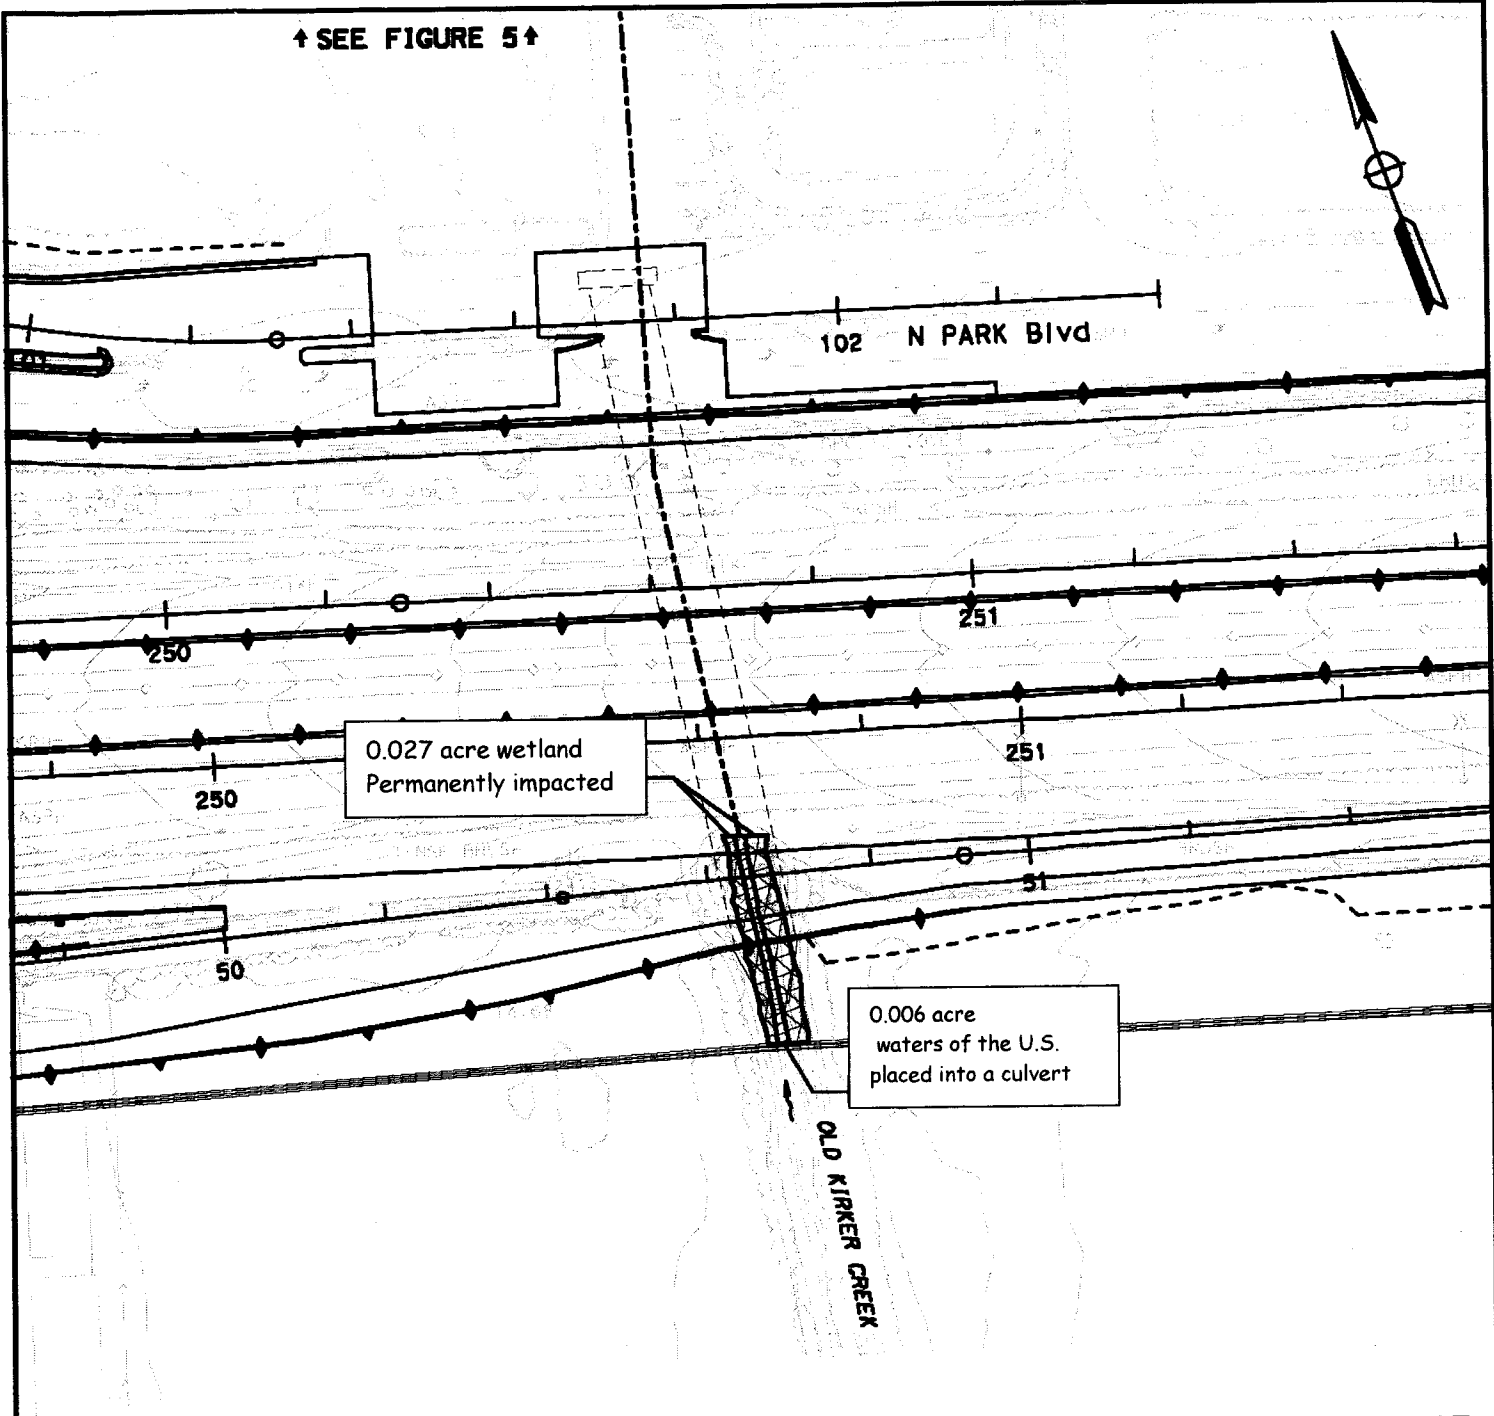 ↑ SEE FIGURE 5 ↑
102 N PARK Blvd
250
251
0.027 acre wetland
Permanently impacted
250
251
51
50
0.006 acre
waters of the U.S.
placed into a culvert
OLD KIRKER CREEK